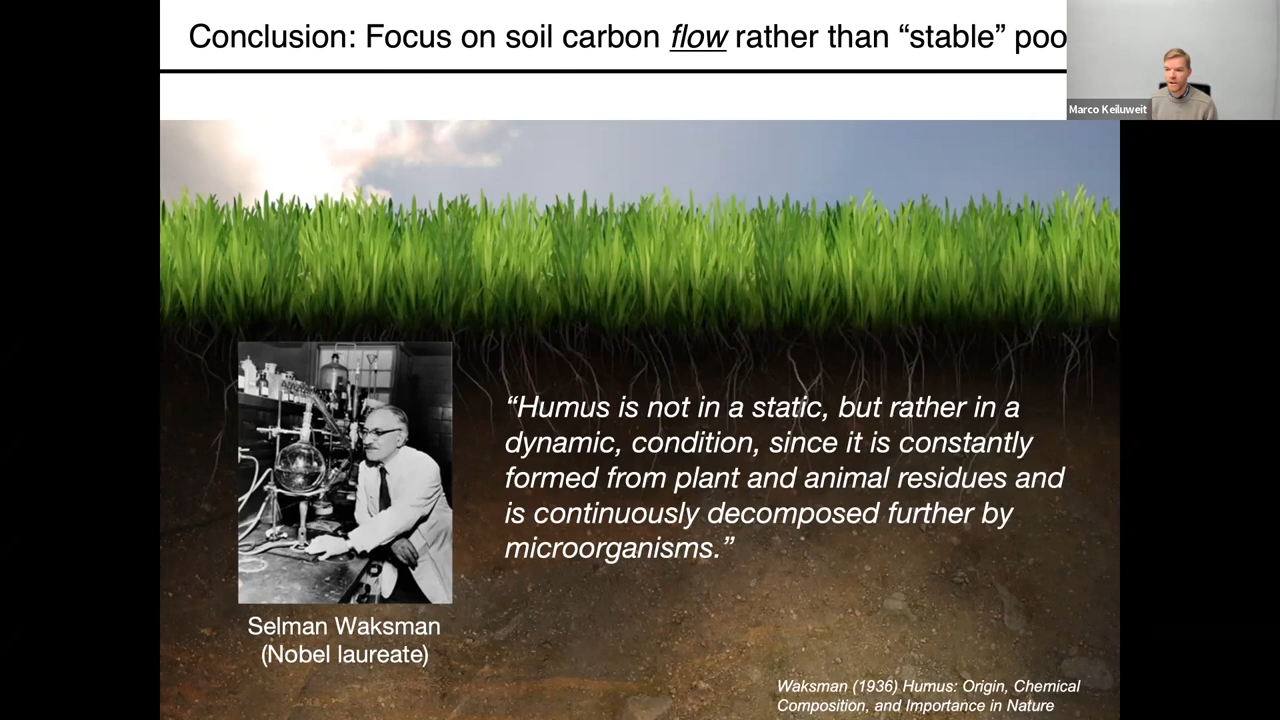 Conclusion: Focus on soil carbon flow rather than “stable” poo
Marco Keiluweit
“Humus is not in a static, but rather in a
dynamic, condition, since it is constantly
formed from plant and animal residues and
is continuously decomposed further by
microorganisms.”
Selman Waksman
(Nobel laureate)
Waksman (1936) Humus: Origin, Chemical
Composition, and Importance in Nature